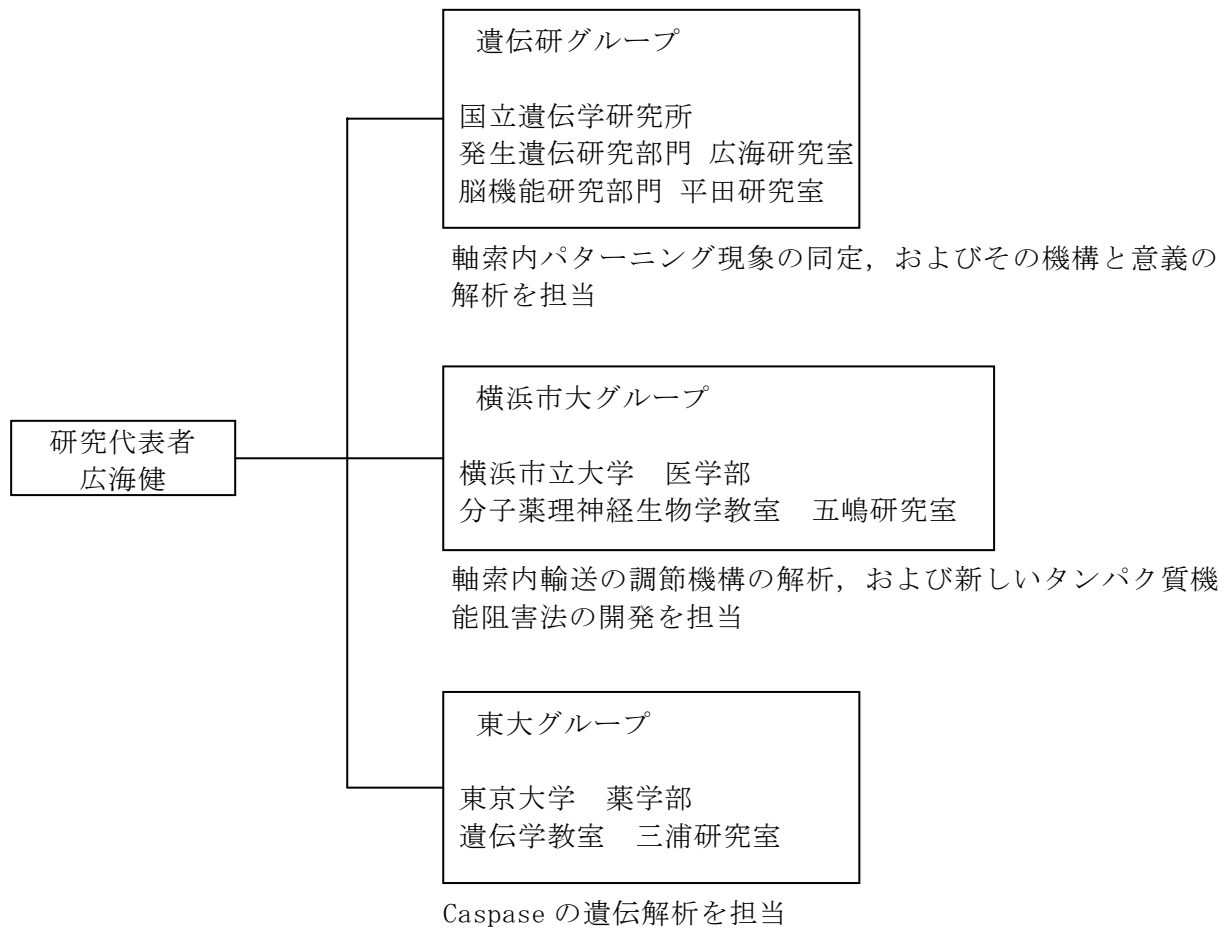 遺伝研グループ
国立遺伝学研究所
発生遺伝研究部門 広海研究室
脳機能研究部門 平田研究室
軸索内パターニング現象の同定，およびその機構と意義の
解析を担当
研究代表者
広海健
横浜市大グループ
横浜市立大学　医学部
分子薬理神経生物学教室　五嶋研究室
軸索内輸送の調節機構の解析，および新しいタンパク質機
能阻害法の開発を担当
東大グループ
東京大学　薬学部
遺伝学教室　三浦研究室
Caspase の遺伝解析を担当